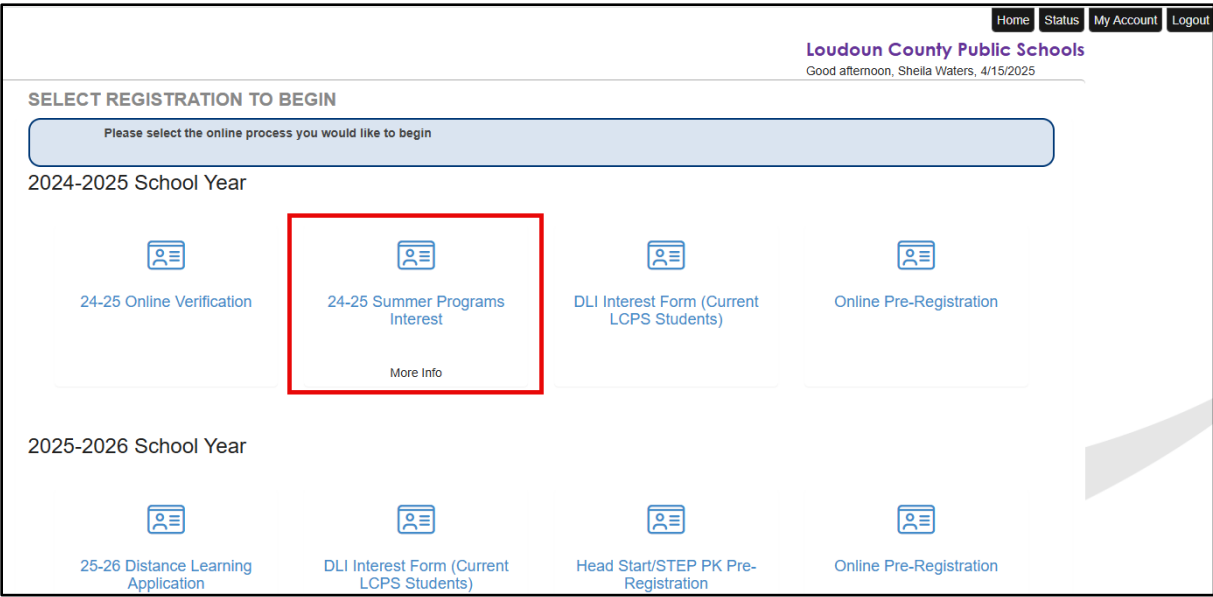 Home Status My Account Logout
Loudoun County Public Schools
Good afternoon, Sheila Waters, 4/15/2025
SELECT REGISTRATION TO BEGIN
Please select the online process you would like to begin
2024-2025 School Year
24-25 Online Verification
24-25 Summer Programs
Interest
More Info
DLI Interest Form (Current
LCPS Students)
Online Pre-Registration
2025-2026 School Year
25-26 Distance Learning
Application
DLI Interest Form (Current
LCPS Students)
Head Start/STEP PK Pre-
Registration
Online Pre-Registration